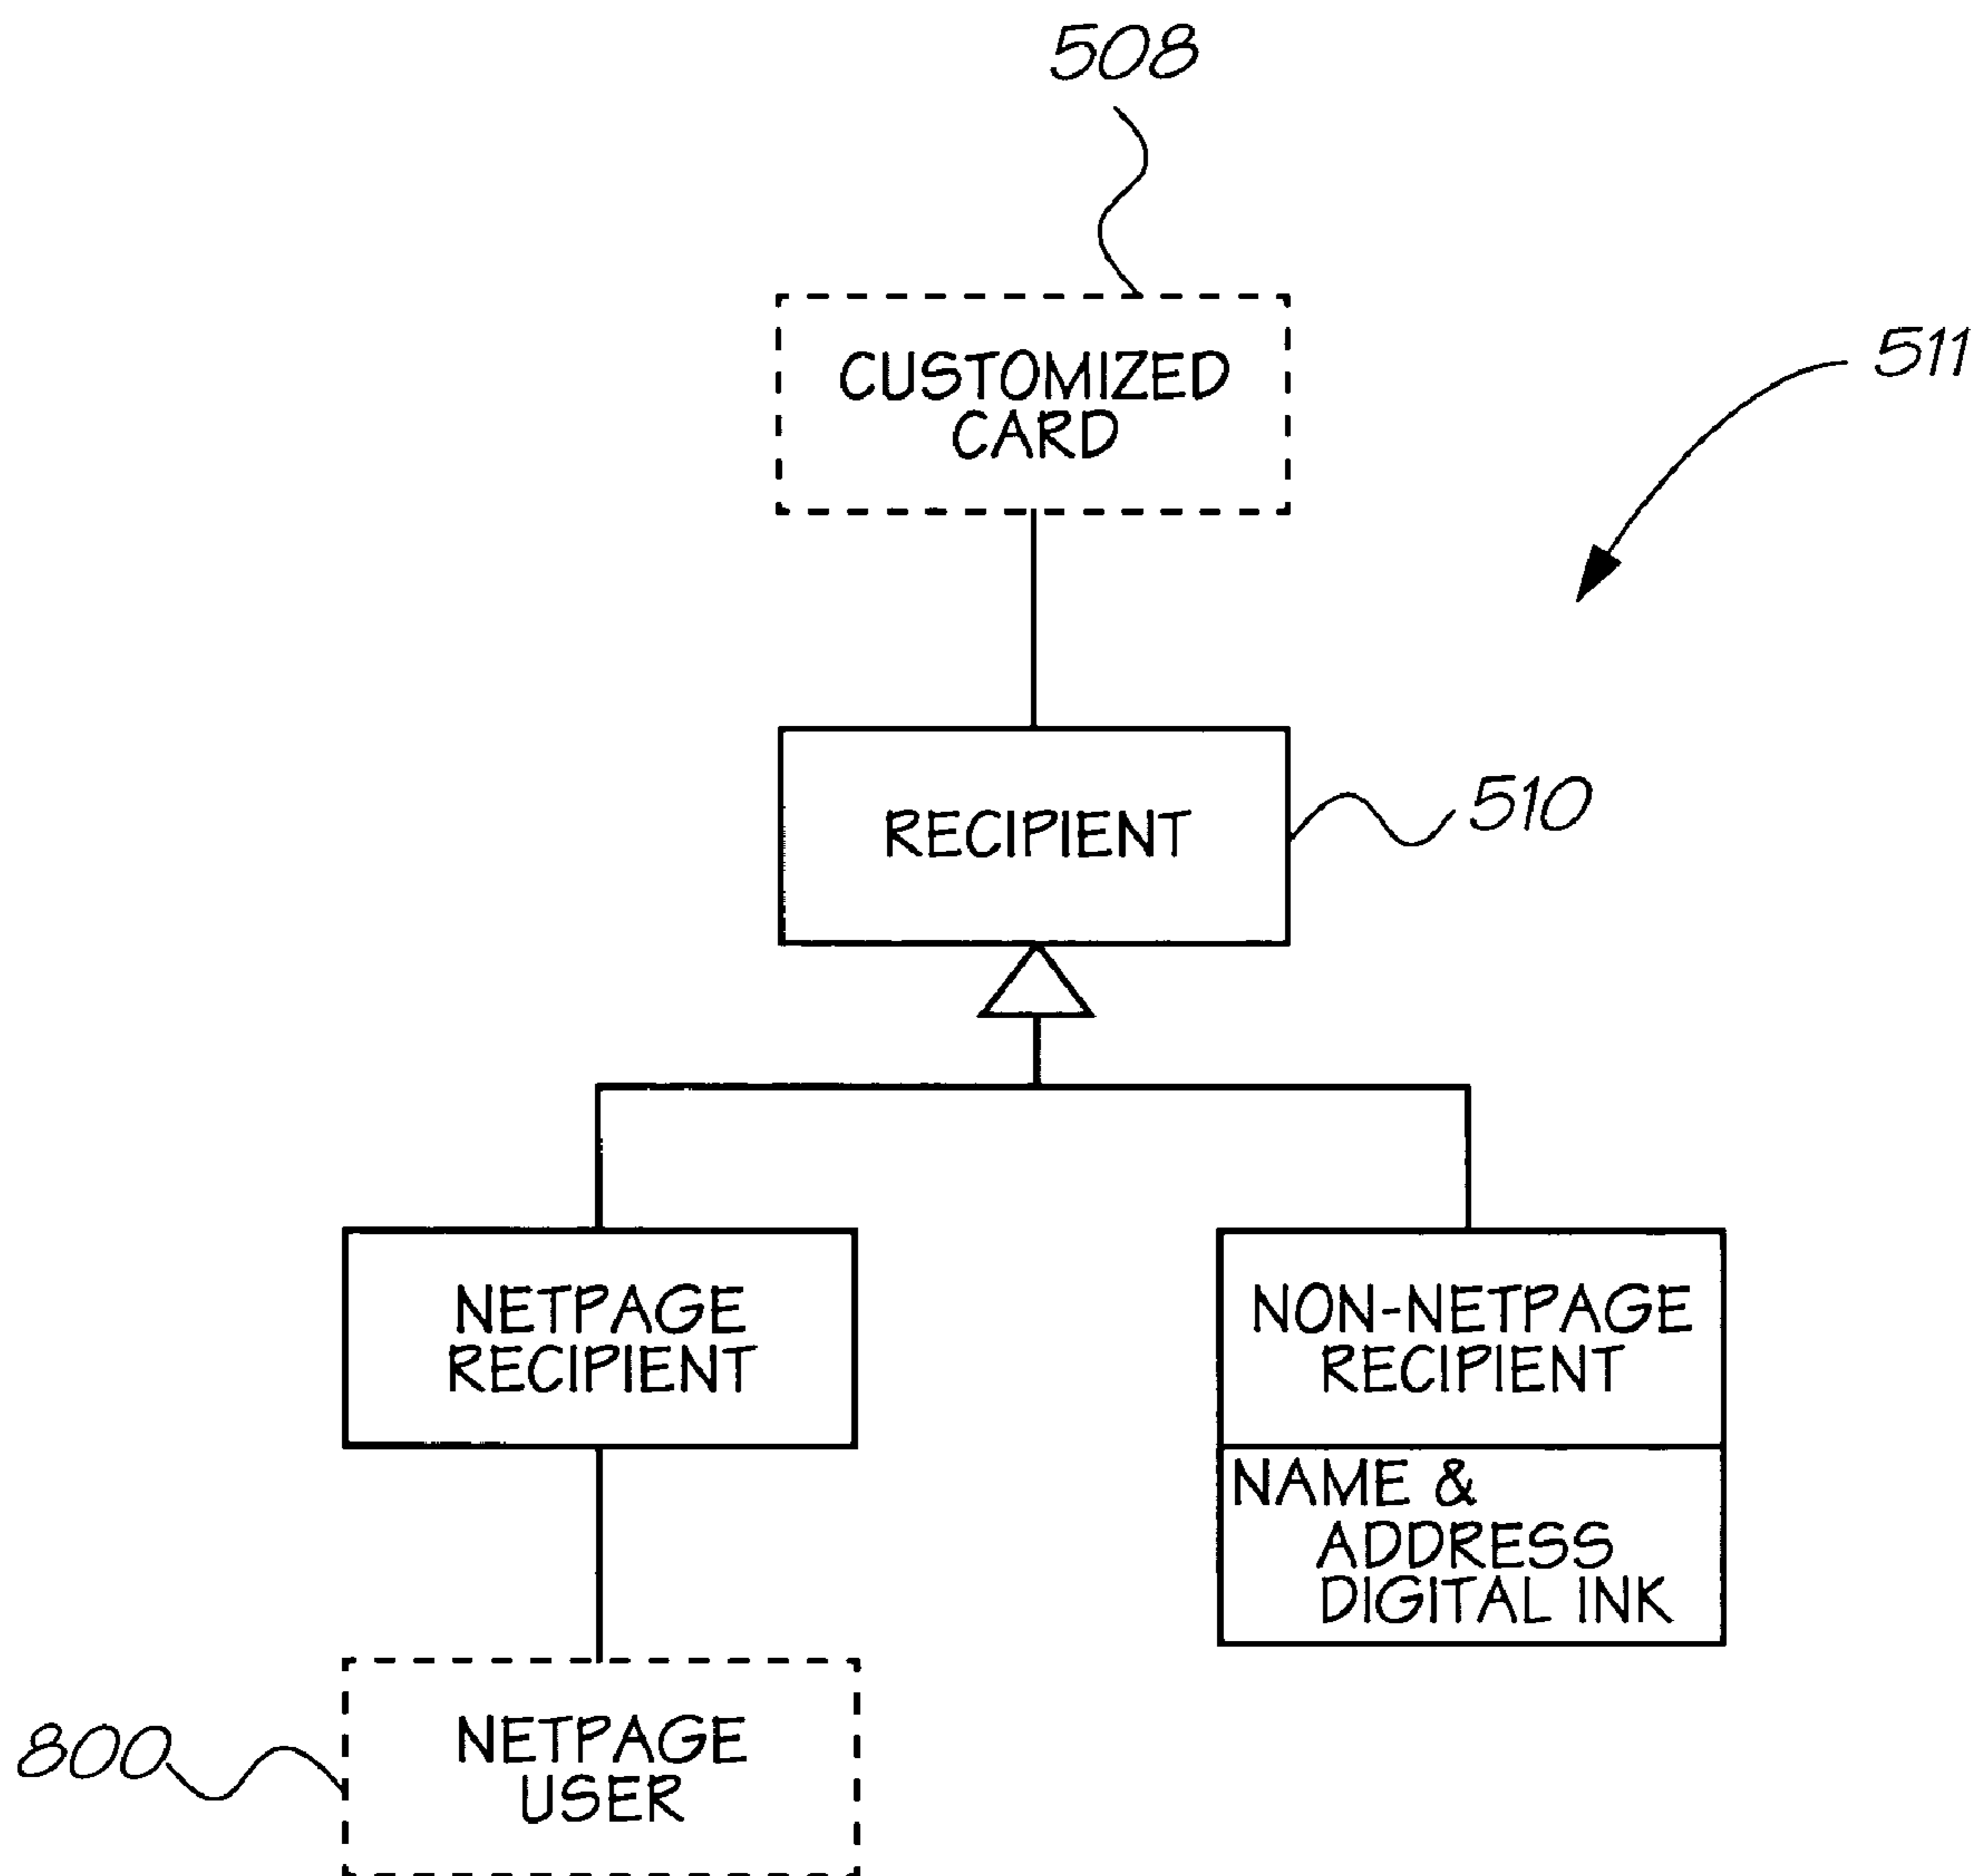 508
CUSTOMIZED
CARD
511
RECIPIENT
510
NETPAGE
RECIPIENT
NON-NETPAGE
RECIPIENT
NAME &
ADDRESS
DIGITAL INK
800
NETPAGE
USER